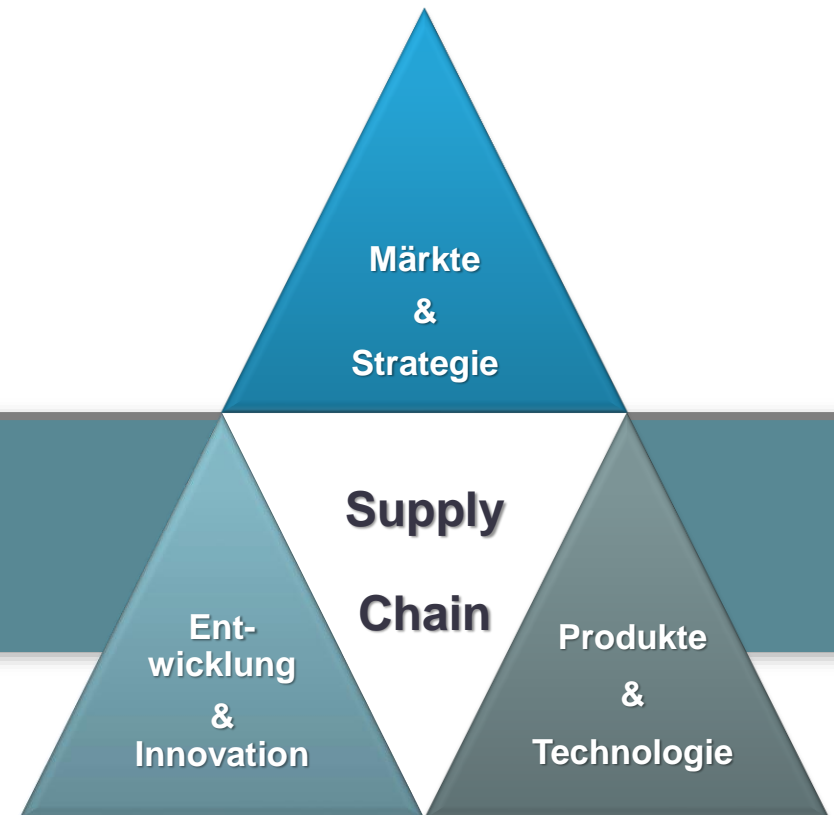 Märkte
&
Strategie
Supply
Chain
Ent-
wicklung
&
Innovation
Produkte
&
Technologie